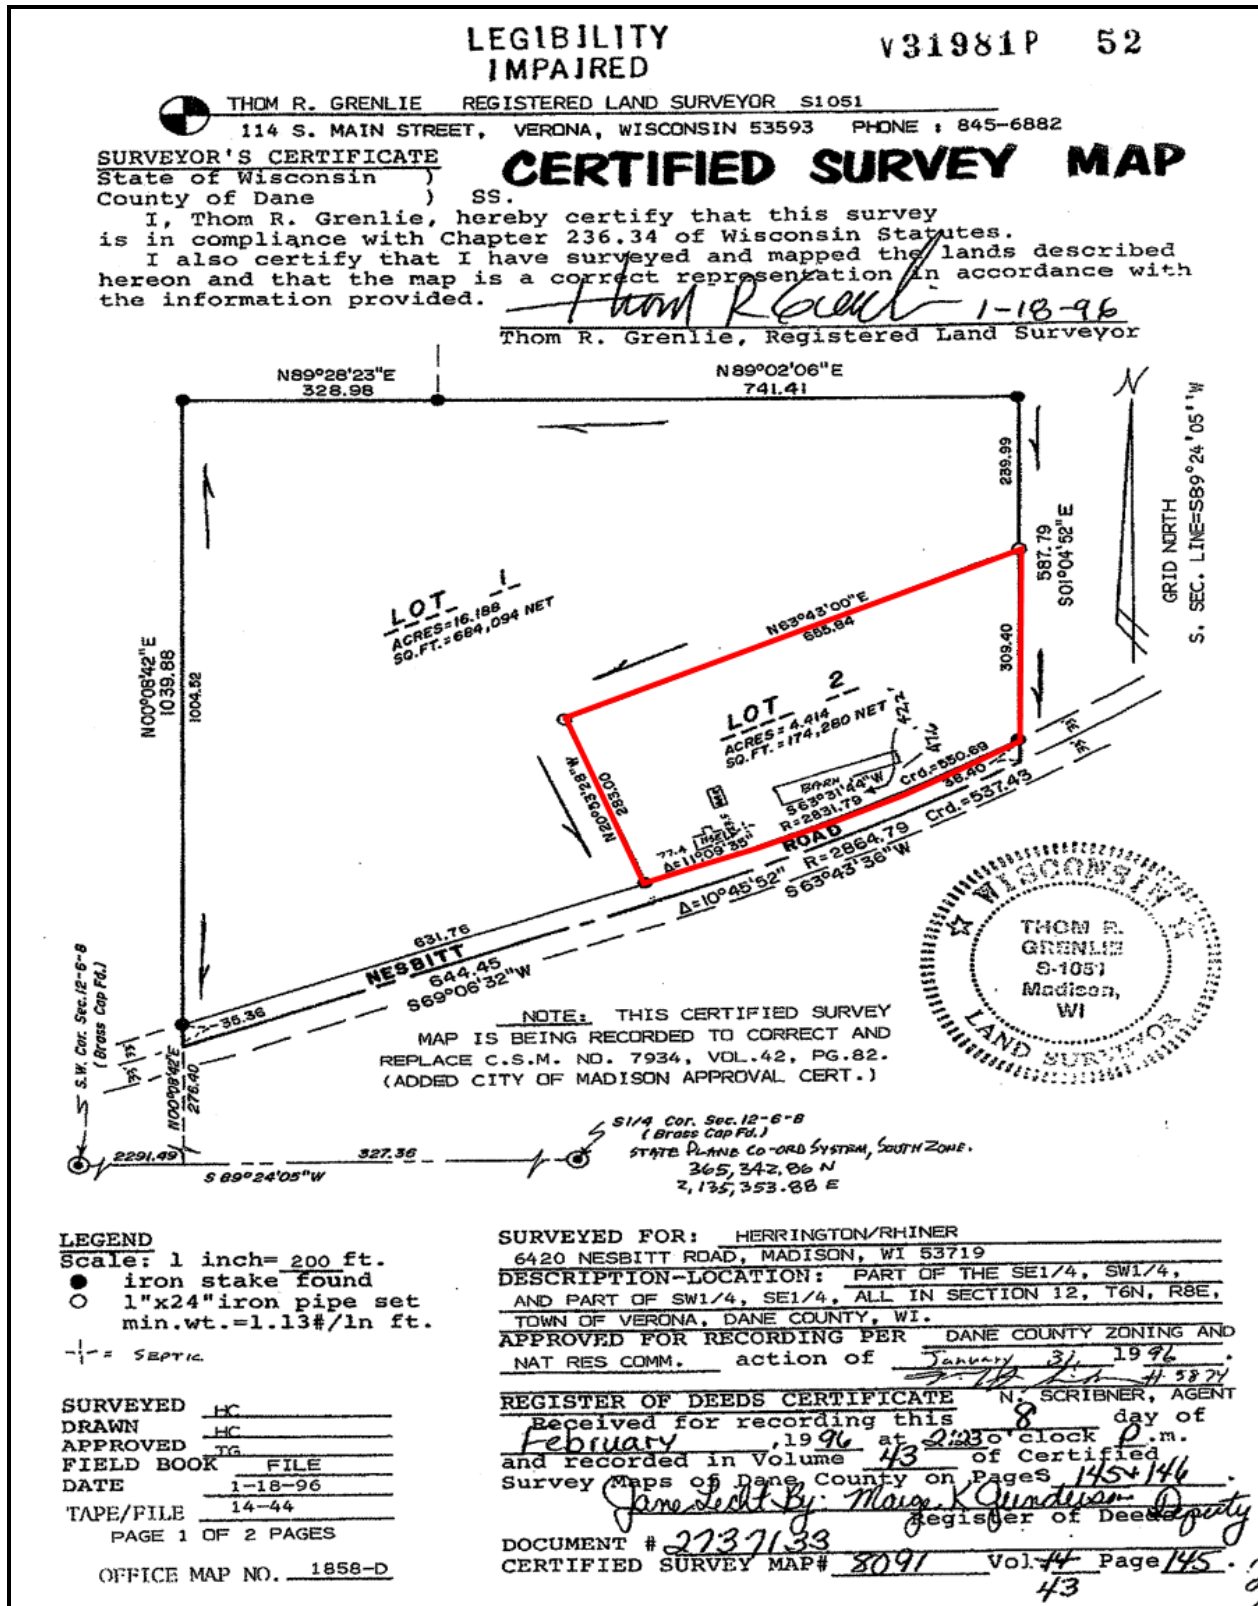 LEGIBILITY
IMPAIRED
V31981P 52
THOM R. GRENLIE REGISTERED LAND SURVEYOR S1051
114 S. MAIN STREET, VERONA, WISCONSIN 53593 PHONE : 845-6882
SURVEYOR'S CERTIFICATE
CERTIFIED SURVEY MAP
State of Wisconsin )
County of Dane ) SS.
I, Thom R. Grenlie, hereby certify that this survey
is in compliance with Chapter 236.34 of Wisconsin Statutes.
I also certify that I have surveyed and mapped the lands described
hereon and that the map is a correct representation in accordance with
the information provided.
Thom R Grenlie 1-18-96
Thom R. Grenlie, Registered Land Surveyor
N89°28'23"E
328.98
N89°02'06"E
741.41
N
239.99
587.79
S01°04'52"E
309.40
GRID NORTH
S. SEC. LINE=S89°24'05''W
N00°08'42"E
1039.88
1004.52
LOT 1
ACRES=16.188
SQ.FT.=684,094 NET
N63°43'00"E
655.84
LOT 2
ACRES=4.414
SQ.FT.=174,280 NET
42.2'
47.6
N20°53'28"W
283.00
BARN
S63°31'44"W
R=2831.79
Crd.=550.69
38.40
33'
33'
77.4
Δ=11°09'35"
ROAD
R=2864.79
Crd.=537.43
Δ=10°45'52"
S63°43'36"W
631.76
NESBITT
644.45
S69°06'32"W
35.36
33'
33'
S.W. Cor. Sec.12-6-8
(Brass Cap Fd.)
N00°08'42"E
276.40
NOTE: THIS CERTIFIED SURVEY
MAP IS BEING RECORDED TO CORRECT AND
REPLACE C.S.M. NO. 7934, VOL.42, PG.82.
(ADDED CITY OF MADISON APPROVAL CERT.)
WISCONSIN
THOM R.
GRENLIE
S-1051
Madison,
WI
LAND SURVEYOR
S1/4 Cor. Sec.12-6-8
(Brass Cap Fd.)
STATE PLANE CO-ORD SYSTEM, SOUTH ZONE.
365,342.86 N
2,135,353.88 E
2291.49
327.36
S 89°24'05"W
LEGEND
Scale: 1 inch= 200 ft.
● iron stake found
○ 1"x24"iron pipe set
min.wt.=1.13#/ln ft.
= SEPTIC
SURVEYED HC
DRAWN HC
APPROVED TG
FIELD BOOK FILE
DATE 1-18-96
TAPE/FILE 14-44
PAGE 1 OF 2 PAGES
OFFICE MAP NO. 1858-D
SURVEYED FOR: HERRINGTON/RHINER
6420 NESBITT ROAD, MADISON, WI 53719
DESCRIPTION-LOCATION: PART OF THE SE1/4, SW1/4,
AND PART OF SW1/4, SE1/4, ALL IN SECTION 12, T6N, R8E,
TOWN OF VERONA, DANE COUNTY, WI.
APPROVED FOR RECORDING PER DANE COUNTY ZONING AND
NAT RES COMM. action of January 31, 1996.
# 5874
N. SCRIBNER, AGENT
REGISTER OF DEEDS CERTIFICATE
Received for recording this 8 day of
February, 1996 at 2:23 o'clock P.m.
and recorded in Volume 43 of Certified
Survey Maps of Dane County on PageS 145+146.
Jane Licht By: Marge K Gunderson Deputy
Register of Deeds
DOCUMENT # 2737133
CERTIFIED SURVEY MAP# 8091 Vol. 44 Page 145.
43